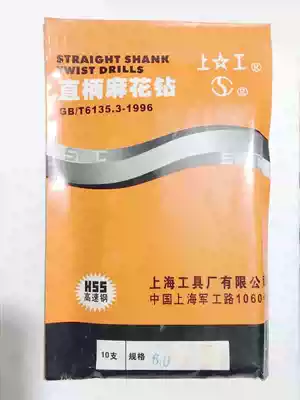 STRAIGHT SHANK
TWIST DRILLS
上☆工®
直柄麻花钻
GB/T6135.3-1996
HSS
高速钢
上海工具厂有限公
中国上海军工路1060
10支 规格